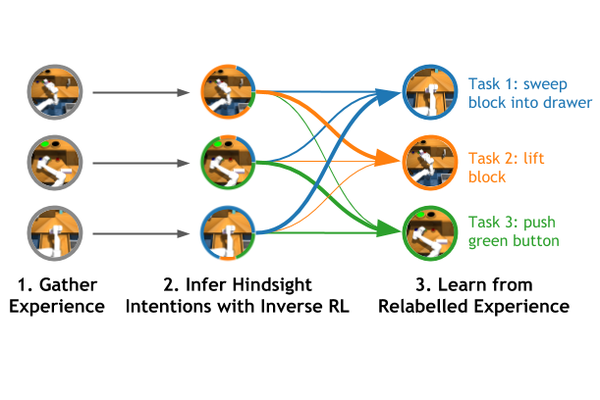 Task 1: sweep
block into drawer
Task 2: lift
block
Task 3: push
green button
1. Gather
Experience
2. Infer Hindsight
Intentions with Inverse RL
3. Learn from
Relabelled Experience